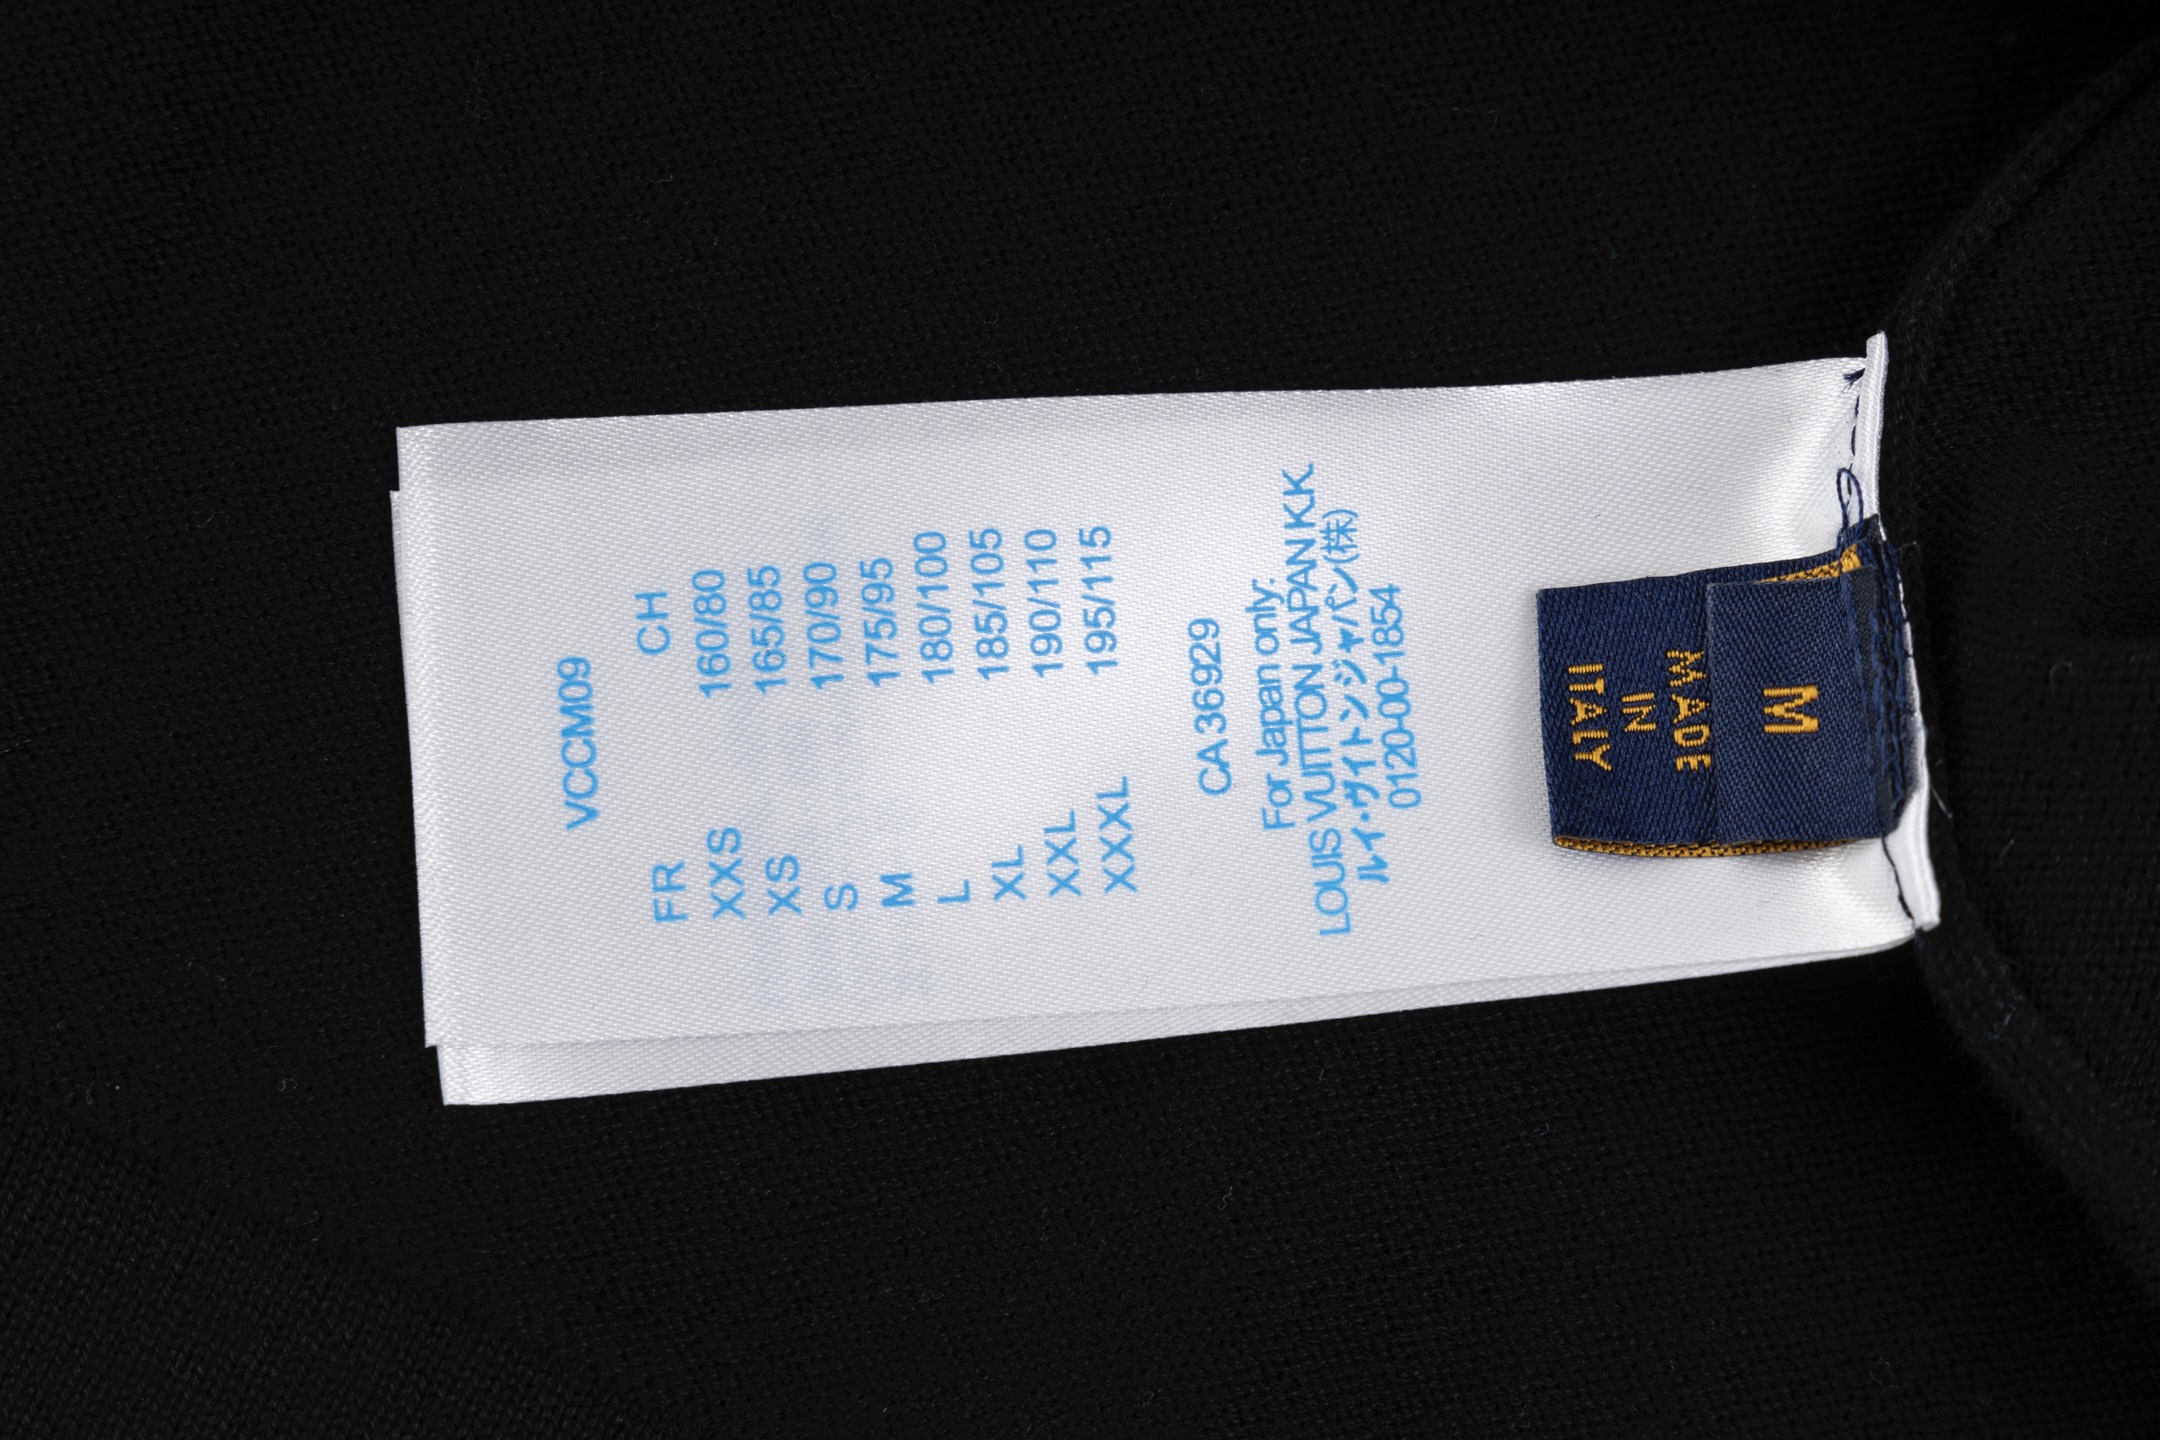 VCCM09
FR CH
XXS 160/80
XS 165/85
S 170/90
M 175/95
L 180/100
XL 185/105
XXL 190/110
XXXL 195/115
CA 36929
For Japan only:
LOUIS VUITTON JAPAN K.K.
ルイ・ヴィトンジャパン(株)
0120-00-1854
M
MADE
IN
ITALY